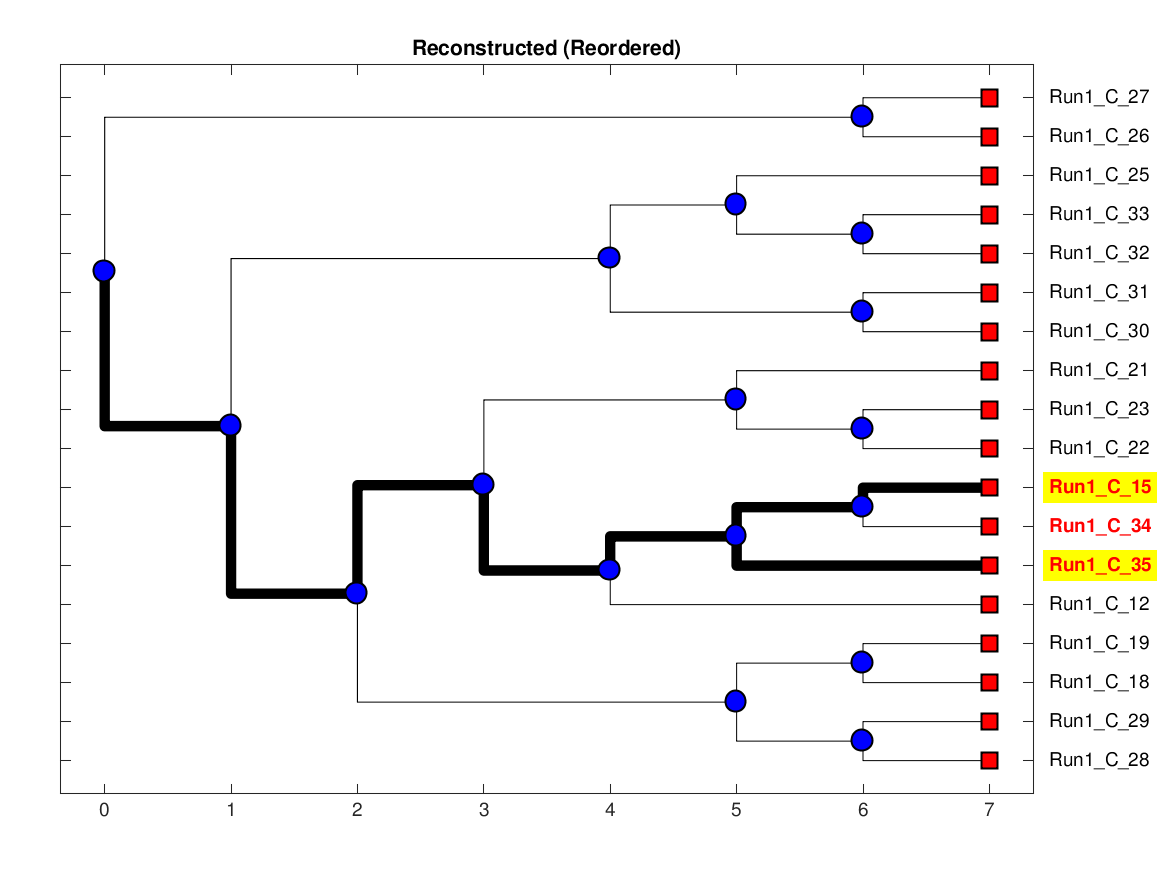 Reconstructed (Reordered)
Run1_C_27
Run1_C_26
Run1_C_25
Run1_C_33
Run1_C_32
Run1_C_31
Run1_C_30
Run1_C_21
Run1_C_23
Run1_C_22
Run1_C_15
Run1_C_34
Run1_C_35
Run1_C_12
Run1_C_19
Run1_C_18
Run1_C_29
Run1_C_28
0 1 2 3 4 5 6 7